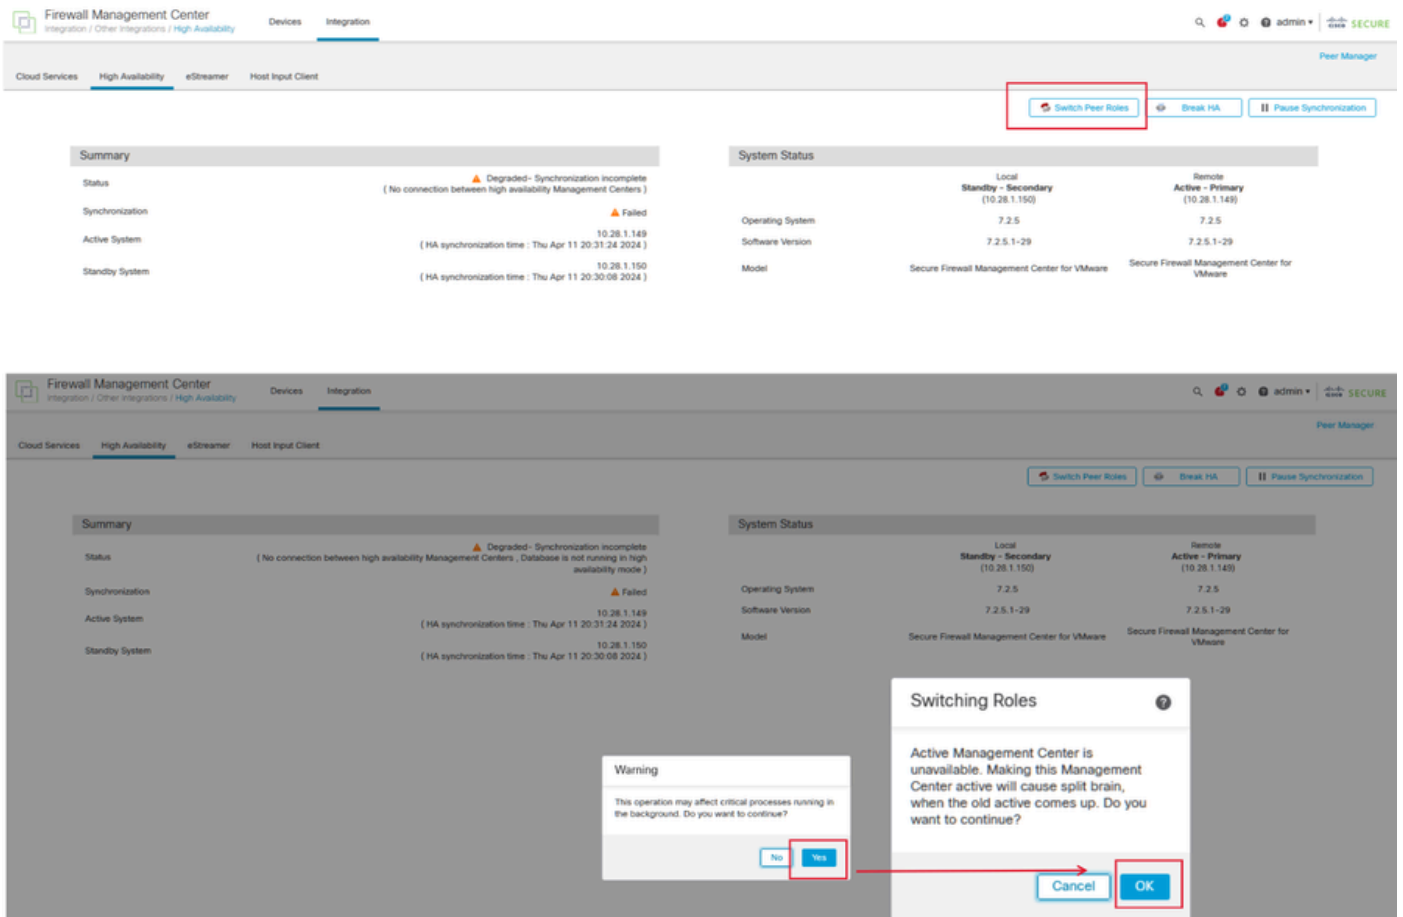 Firewall Management Center
Integration / Other Integrations / High Availability
Devices
Integration
admin
SECURE
Peer Manager
Cloud Services
High Availability
eStreamer
Host Input Client
Switch Peer Roles
Break HA
Pause Synchronization
Summary
Status
Degraded- Synchronization incomplete
( No connection between high availability Management Centers )
Synchronization
Failed
Active System
10.28.1.149
( HA synchronization time : Thu Apr 11 20:31:24 2024 )
Standby System
10.28.1.150
( HA synchronization time : Thu Apr 11 20:30:08 2024 )
System Status
Local
Standby - Secondary
(10.28.1.150)
Remote
Active - Primary
(10.28.1.149)
Operating System
7.2.5
7.2.5
Software Version
7.2.5.1-29
7.2.5.1-29
Model
Secure Firewall Management Center for VMware
Secure Firewall Management Center for
VMware
Firewall Management Center
Integration / Other Integrations / High Availability
Devices
Integration
admin
SECURE
Peer Manager
Cloud Services
High Availability
eStreamer
Host Input Client
Switch Peer Roles
Break HA
Pause Synchronization
Summary
Status
Degraded- Synchronization incomplete
( No connection between high availability Management Centers , Database is not running in high
availability mode )
Synchronization
Failed
Active System
10.28.1.149
( HA synchronization time : Thu Apr 11 20:31:24 2024 )
Standby System
10.28.1.150
( HA synchronization time : Thu Apr 11 20:30:08 2024 )
System Status
Local
Standby - Secondary
(10.28.1.150)
Remote
Active - Primary
(10.28.1.149)
Operating System
7.2.5
7.2.5
Software Version
7.2.5.1-29
7.2.5.1-29
Model
Secure Firewall Management Center for VMware
Secure Firewall Management Center for
VMware
Warning
This operation may affect critical processes running in
the background. Do you want to continue?
No
Yes
Switching Roles
Active Management Center is
unavailable. Making this Management
Center active will cause split brain,
when the old active comes up. Do you
want to continue?
Cancel
OK